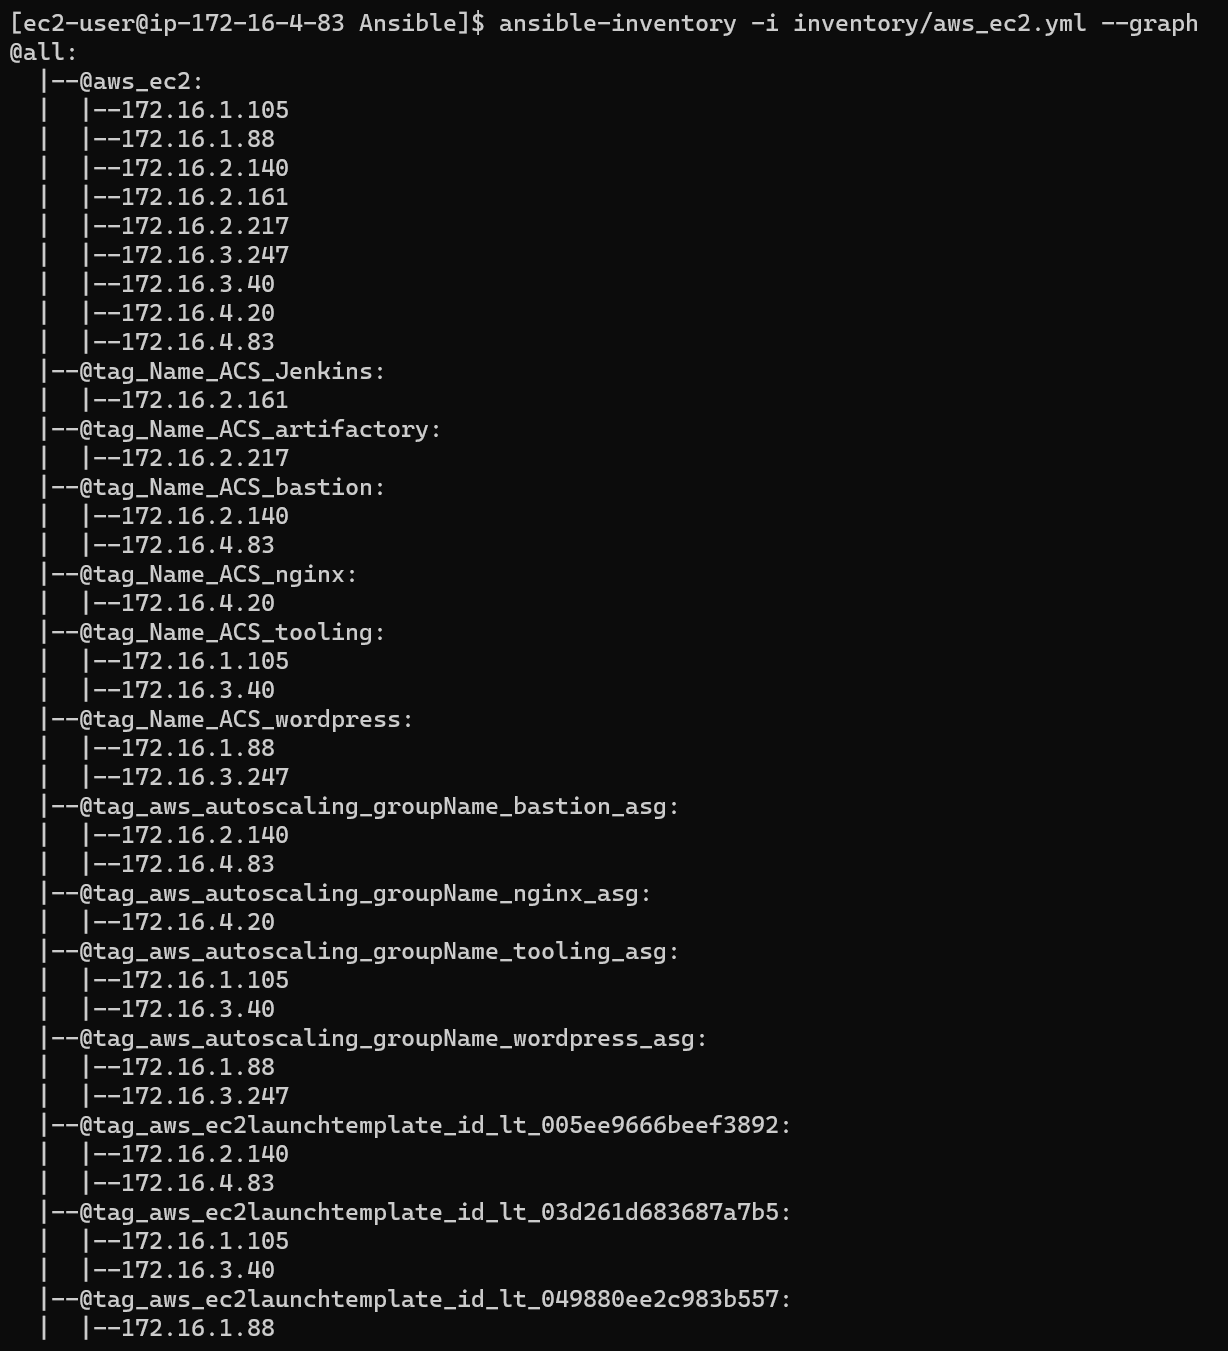 [ec2-user@ip-172-16-4-83 Ansible]$ ansible-inventory -i inventory/aws_ec2.yml --graph
@all:
  |--@aws_ec2:
  |  |--172.16.1.105
  |  |--172.16.1.88
  |  |--172.16.2.140
  |  |--172.16.2.161
  |  |--172.16.2.217
  |  |--172.16.3.247
  |  |--172.16.3.40
  |  |--172.16.4.20
  |  |--172.16.4.83
  |--@tag_Name_ACS_Jenkins:
  |  |--172.16.2.161
  |--@tag_Name_ACS_artifactory:
  |  |--172.16.2.217
  |--@tag_Name_ACS_bastion:
  |  |--172.16.2.140
  |  |--172.16.4.83
  |--@tag_Name_ACS_nginx:
  |  |--172.16.4.20
  |--@tag_Name_ACS_tooling:
  |  |--172.16.1.105
  |  |--172.16.3.40
  |--@tag_Name_ACS_wordpress:
  |  |--172.16.1.88
  |  |--172.16.3.247
  |--@tag_aws_autoscaling_groupName_bastion_asg:
  |  |--172.16.2.140
  |  |--172.16.4.83
  |--@tag_aws_autoscaling_groupName_nginx_asg:
  |  |--172.16.4.20
  |--@tag_aws_autoscaling_groupName_tooling_asg:
  |  |--172.16.1.105
  |  |--172.16.3.40
  |--@tag_aws_autoscaling_groupName_wordpress_asg:
  |  |--172.16.1.88
  |  |--172.16.3.247
  |--@tag_aws_ec2launchtemplate_id_lt_005ee9666beef3892:
  |  |--172.16.2.140
  |  |--172.16.4.83
  |--@tag_aws_ec2launchtemplate_id_lt_03d261d683687a7b5:
  |  |--172.16.1.105
  |  |--172.16.3.40
  |--@tag_aws_ec2launchtemplate_id_lt_049880ee2c983b557:
  |  |--172.16.1.88